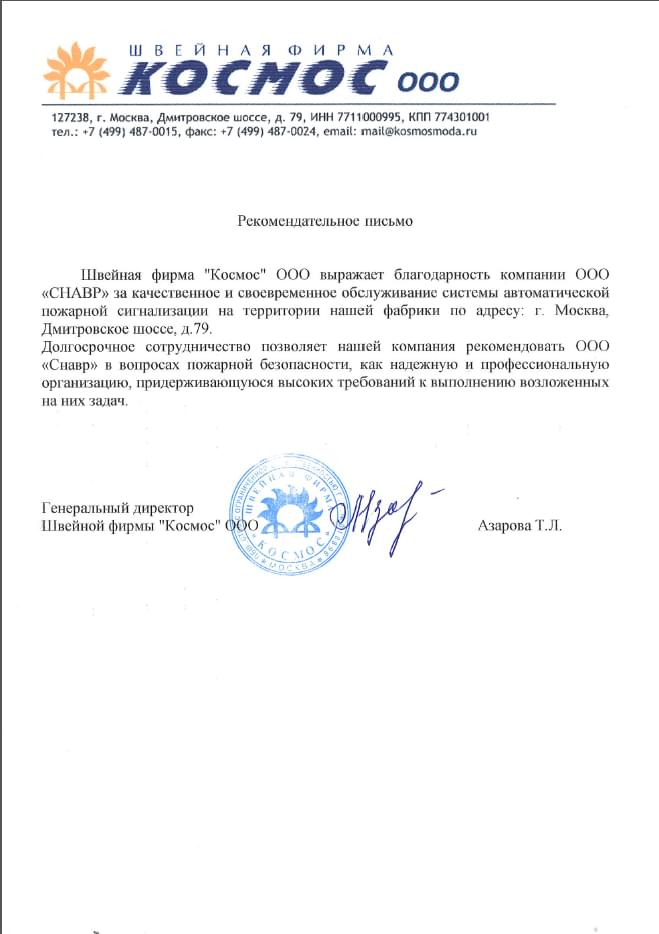 ШВЕЙНАЯ ФИРМА
КОСМОС ООО
127238, г. Москва, Дмитровское шоссе, д. 79, ИНН 7711000995, КПП 774301001
тел.: +7 (499) 487-0015, факс: +7 (499) 487-0024, email: mail@kosmosmoda.ru
Рекомендательное письмо
Швейная фирма "Космос" ООО выражает благодарность компании ООО
«СНАВР» за качественное и своевременное обслуживание системы автоматической
пожарной сигнализации на территории нашей фабрики по адресу: г. Москва,
Дмитровское шоссе, д.79.
Долгосрочное сотрудничество позволяет нашей компания рекомендовать ООО
«Снавр» в вопросах пожарной безопасности, как надежную и профессиональную
организацию, придерживающуюся высоких требований к выполнению возложенных
на них задач.
Генеральный директор
Швейной фирмы "Космос" ООО
Азарова Т.Л.
ШВЕЙНАЯ ФИРМА
"КОСМОС"
* МОСКВА *